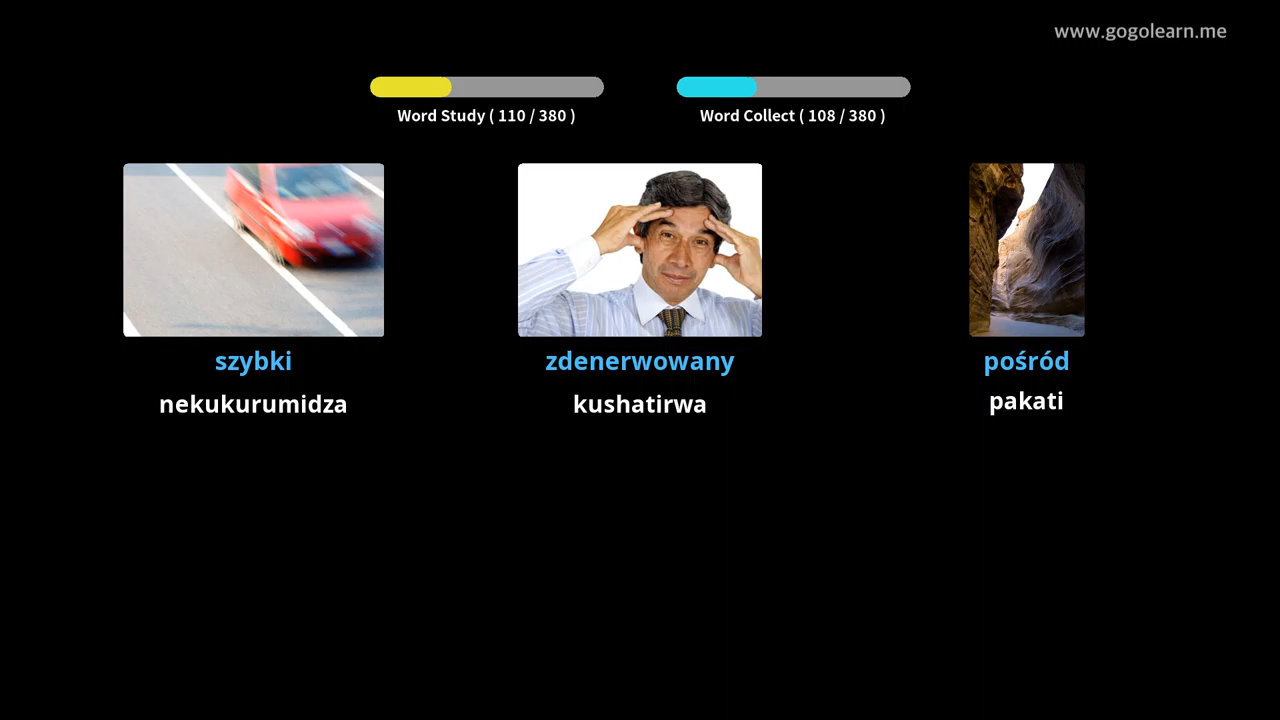 www.gogolearn.me
Word Study ( 110 / 380 )
Word Collect ( 108 / 380 )
szybki
zdenerwowany
pośród
nekukurumidza
kushatirwa
pakati